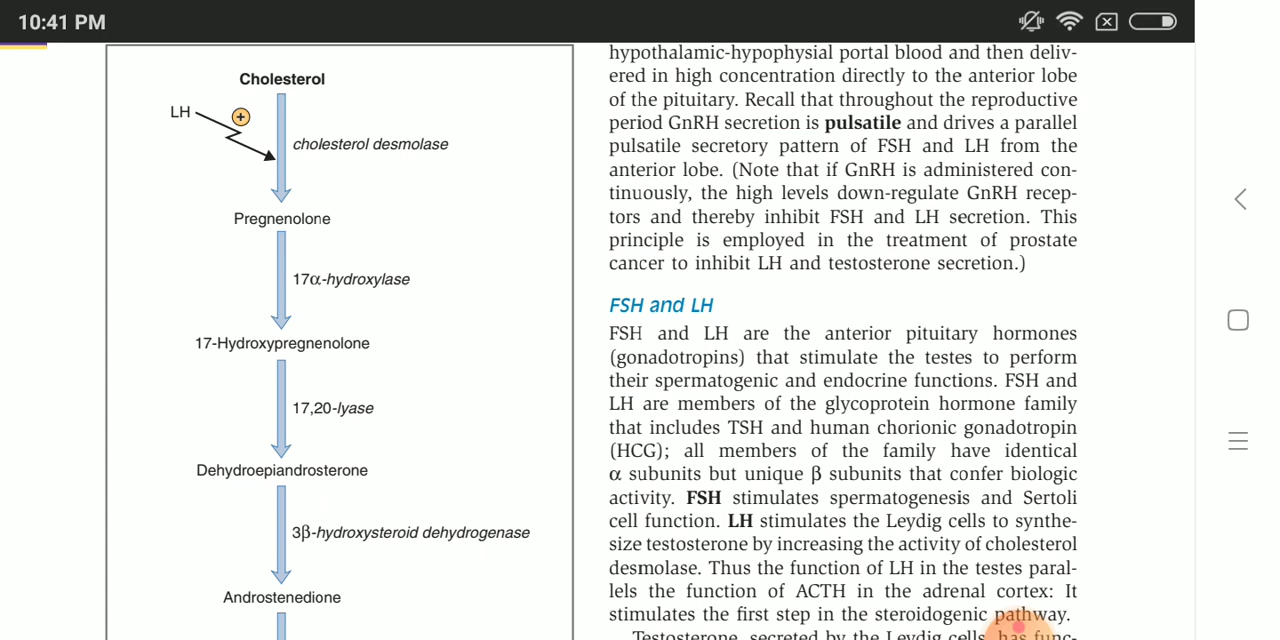 10:41 PM
Cholesterol
LH
+
cholesterol desmolase
Pregnenolone
17α-hydroxylase
17-Hydroxypregnenolone
17,20-lyase
Dehydroepiandrosterone
3β-hydroxysteroid dehydrogenase
Androstenedione
hypothalamic-hypophysial portal blood and then deliv-
ered in high concentration directly to the anterior lobe
of the pituitary. Recall that throughout the reproductive
period GnRH secretion is pulsatile and drives a parallel
pulsatile secretory pattern of FSH and LH from the
anterior lobe. (Note that if GnRH is administered con-
tinuously, the high levels down-regulate GnRH recep-
tors and thereby inhibit FSH and LH secretion. This
principle is employed in the treatment of prostate
cancer to inhibit LH and testosterone secretion.)
FSH and LH
FSH and LH are the anterior pituitary hormones
(gonadotropins) that stimulate the testes to perform
their spermatogenic and endocrine functions. FSH and
LH are members of the glycoprotein hormone family
that includes TSH and human chorionic gonadotropin
(HCG); all members of the family have identical
α subunits but unique β subunits that confer biologic
activity. FSH stimulates spermatogenesis and Sertoli
cell function. LH stimulates the Leydig cells to synthe-
size testosterone by increasing the activity of cholesterol
desmolase. Thus the function of LH in the testes paral-
lels the function of ACTH in the adrenal cortex: It
stimulates the first step in the steroidogenic pathway.
Testosterone, secreted by the Leydig cells, has func-